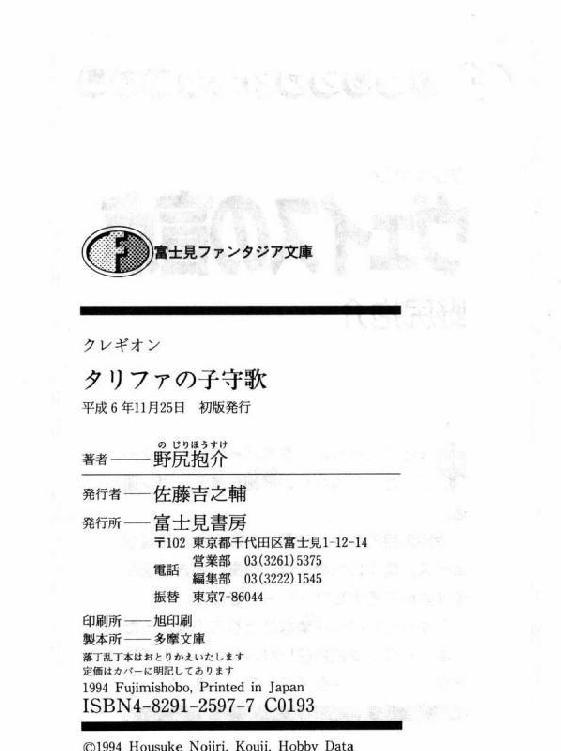 富士見ファンタジア文庫
クレギオン
タリファの子守歌
平成6年11月25日 初版発行
のじりほうすけ
著者――野尻抱介
発行者――佐藤吉之輔
発行所――富士見書房
〒102 東京都千代田区富士見1-12-14
電話 営業部 03(3261)5375
編集部 03(3222)1545
振替 東京7-86044
印刷所――旭印刷
製本所――多摩文庫
落丁乱丁本はおとりかえいたします
定価はカバーに明記してあります
1994 Fujimishobo, Printed in Japan
ISBN4-8291-2597-7 C0193
©1994 Housuke Nojiri, Kouji, Hobby Data